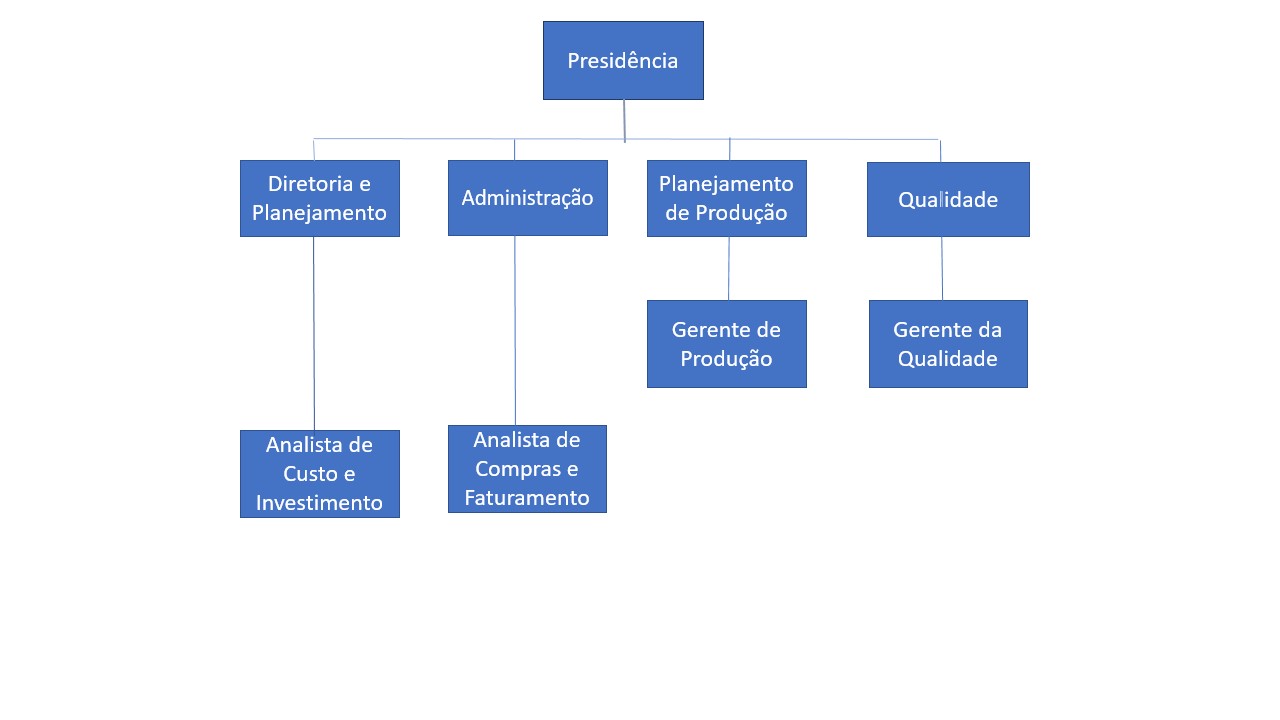 Presidência
Diretoria e
Planejamento
Administração
Planejamento
de Produção
Qualidade
Gerente de
Produção
Gerente da
Qualidade
Analista de
Custo e
Investimento
Analista de
Compras e
Faturamento